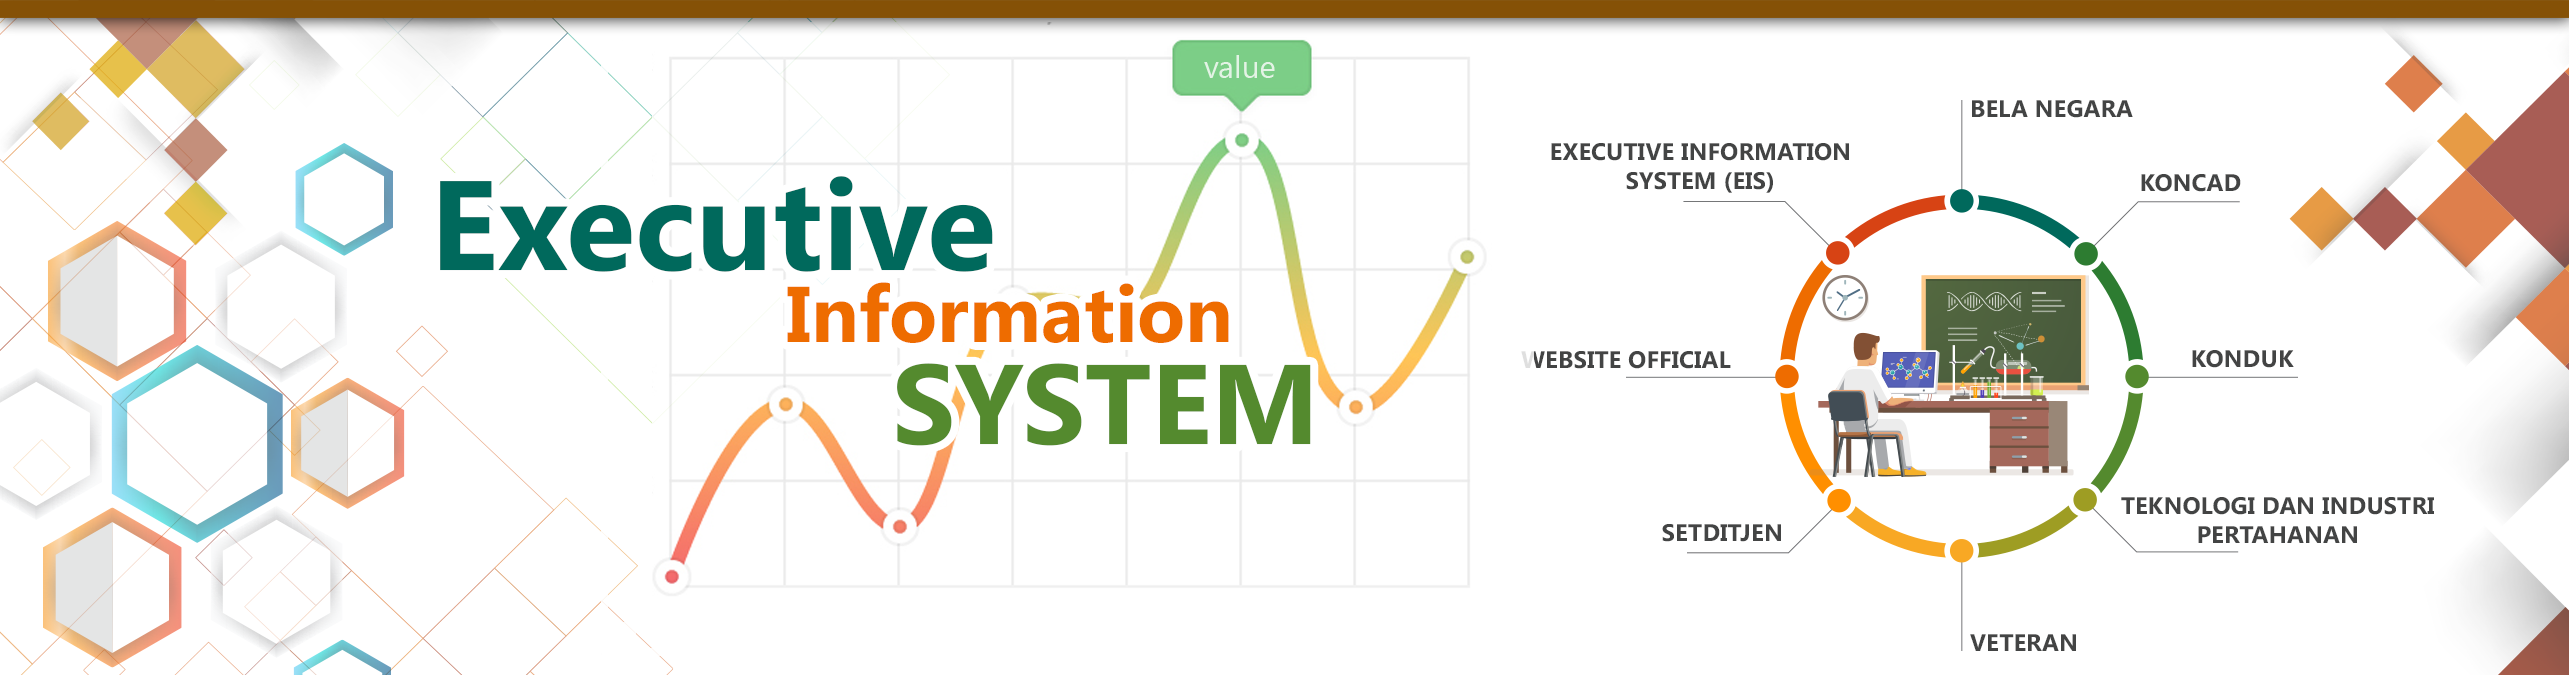 Executive
Information
SYSTEM
value
BELA NEGARA
EXECUTIVE INFORMATION
SYSTEM (EIS)
KONCAD
WEBSITE OFFICIAL
KONDUK
SETDITJEN
TEKNOLOGI DAN INDUSTRI
PERTAHANAN
VETERAN